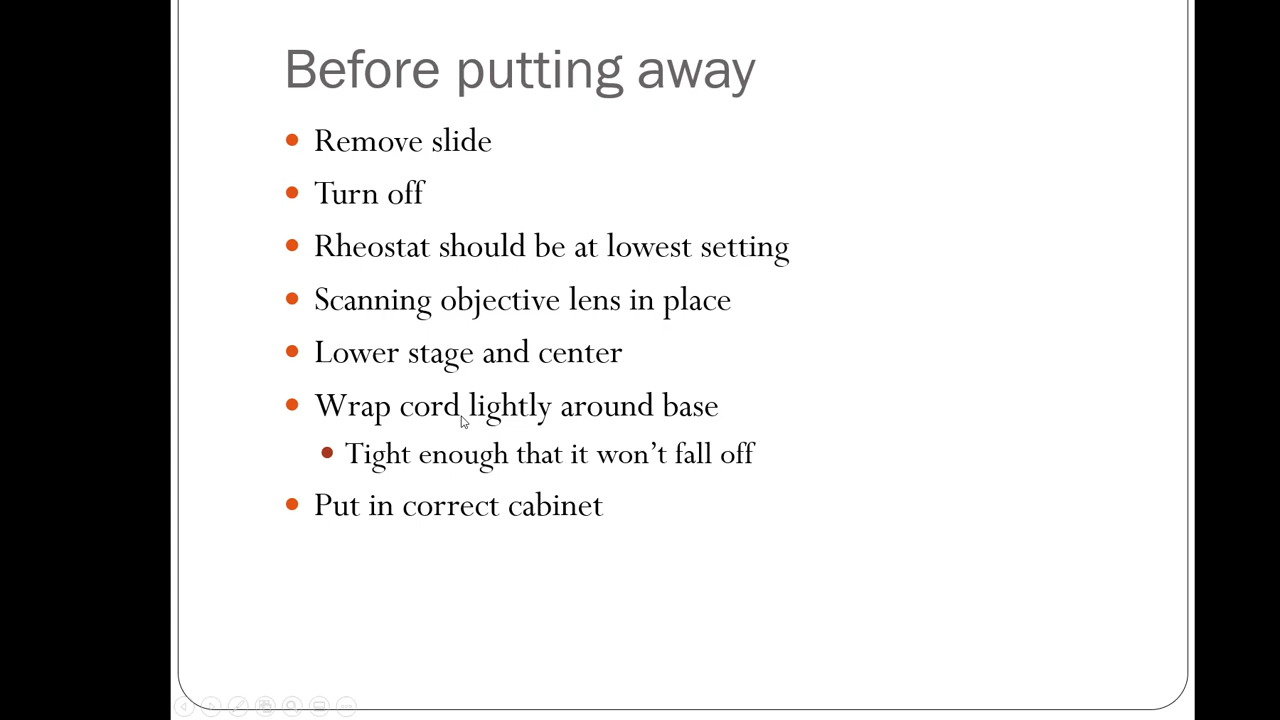 Before putting away
Remove slide
Turn off
Rheostat should be at lowest setting
Scanning objective lens in place
Lower stage and center
Wrap cord lightly around base
Tight enough that it won't fall off
Put in correct cabinet